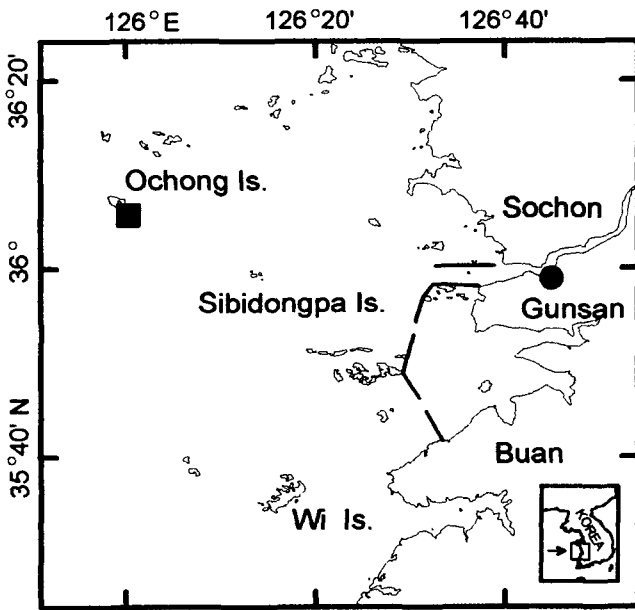 126°E
126°20'
126°40'
36°20'
Ochong Is.
Sochon
36°
Sibidongpa Is.
Gunsan
35°40' N
Buan
Wi Is.
KOREA